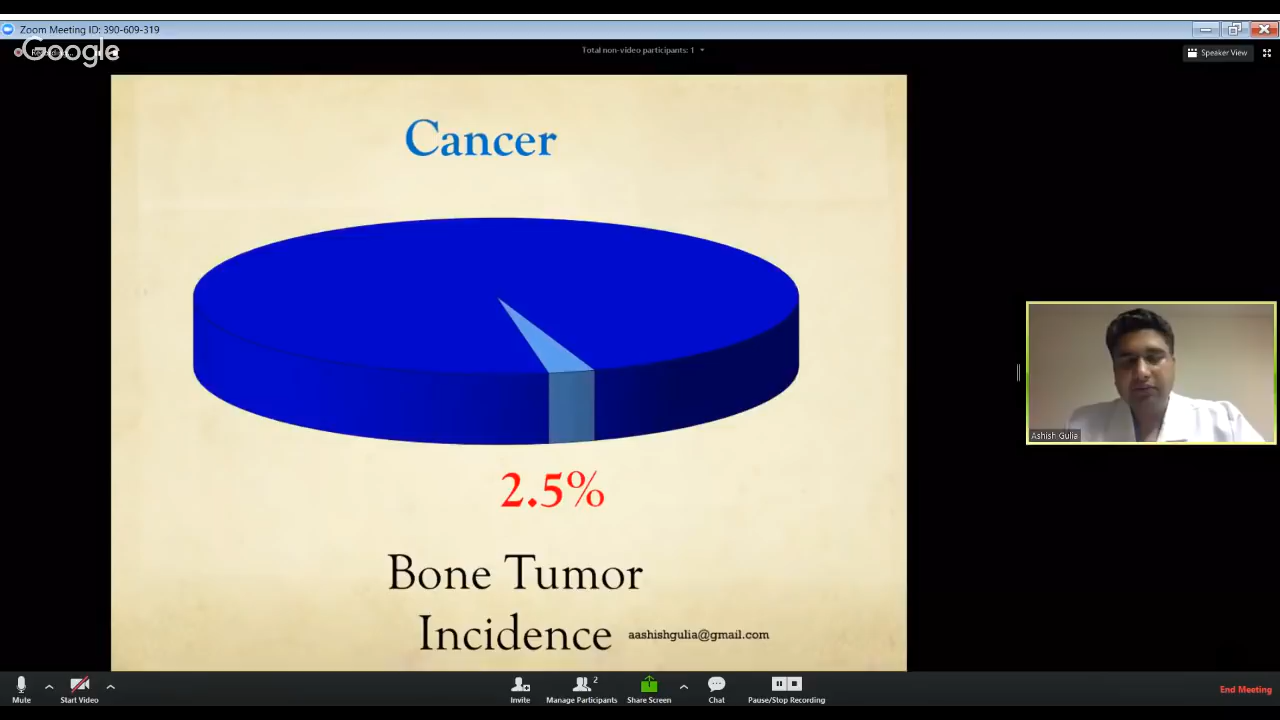 Zoom Meeting ID: 390-609-319
Google
Total non-video participants: 1
Speaker View
Cancer
2.5%
Bone Tumor
Incidence
aashishgulia@gmail.com
Ashish Gulia
Mute
Start Video
Invite
2
Manage Participants
Share Screen
Chat
Pause/Stop Recording
End Meeting